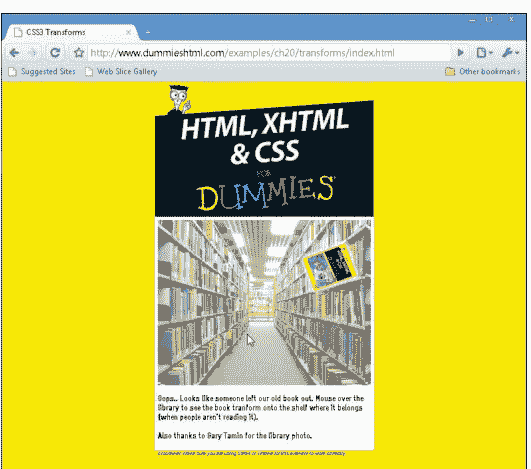 CSS3 Transforms
http://www.dummieshtml.com/examples/ch20/transforms/index.html
Suggested Sites Web Slice Gallery Other bookmarks
HTML, XHTML
& CSS
FOR
DUMMIES
Oops.. Looks like someone left our old book out. Mouse over the
library to see the book tranform onto the shelf where it belongs
(when people aren't reading it).
Also thanks to Gary Tamin for the library photo.